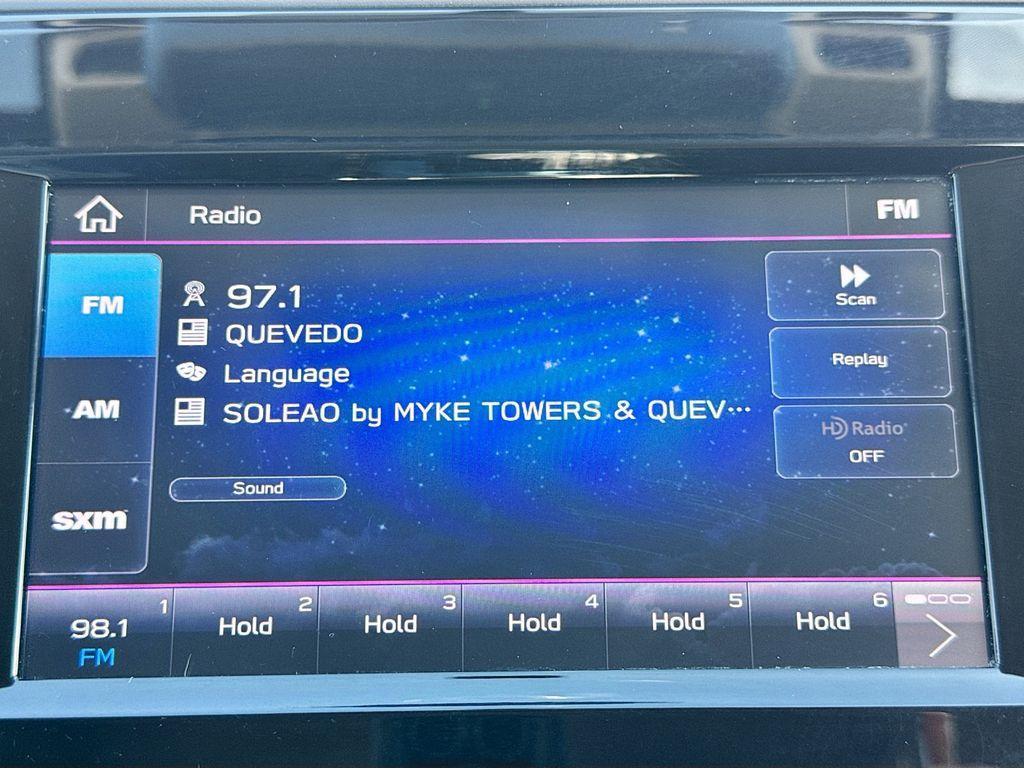 Radio
FM
FM
AM
sxm
97.1
QUEVEDO
Language
SOLEAO by MYKE TOWERS & QUEV...
Sound
Scan
Replay
HD Radio
OFF
1
98.1
FM
2
Hold
3
Hold
4
Hold
5
Hold
6
Hold